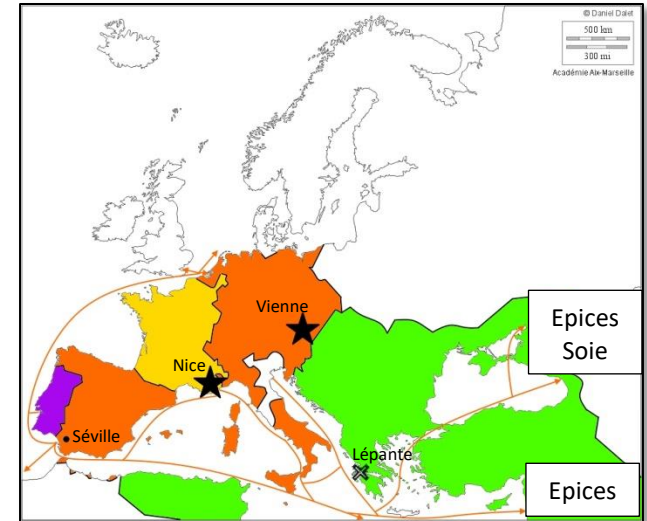 © Daniel Dalet
500 km
300 mi
Académie Aix-Marseille
Vienne
Epices
Soie
Nice
Séville
Lépante
Epices